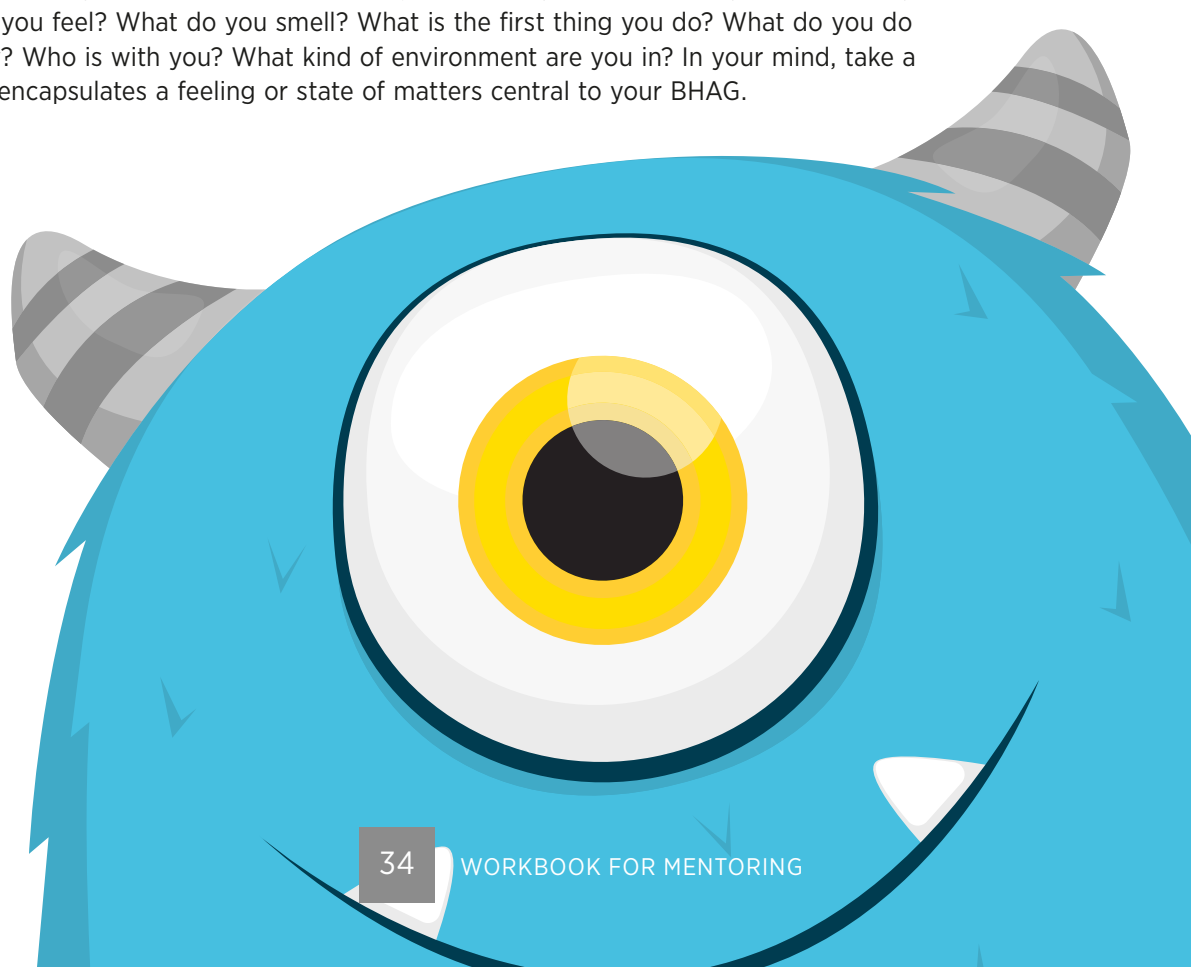 you feel? What do you smell? What is the first thing you do? What do you do
? Who is with you? What kind of environment are you in? In your mind, take a
encapsulates a feeling or state of matters central to your BHAG.
34 WORKBOOK FOR MENTORING